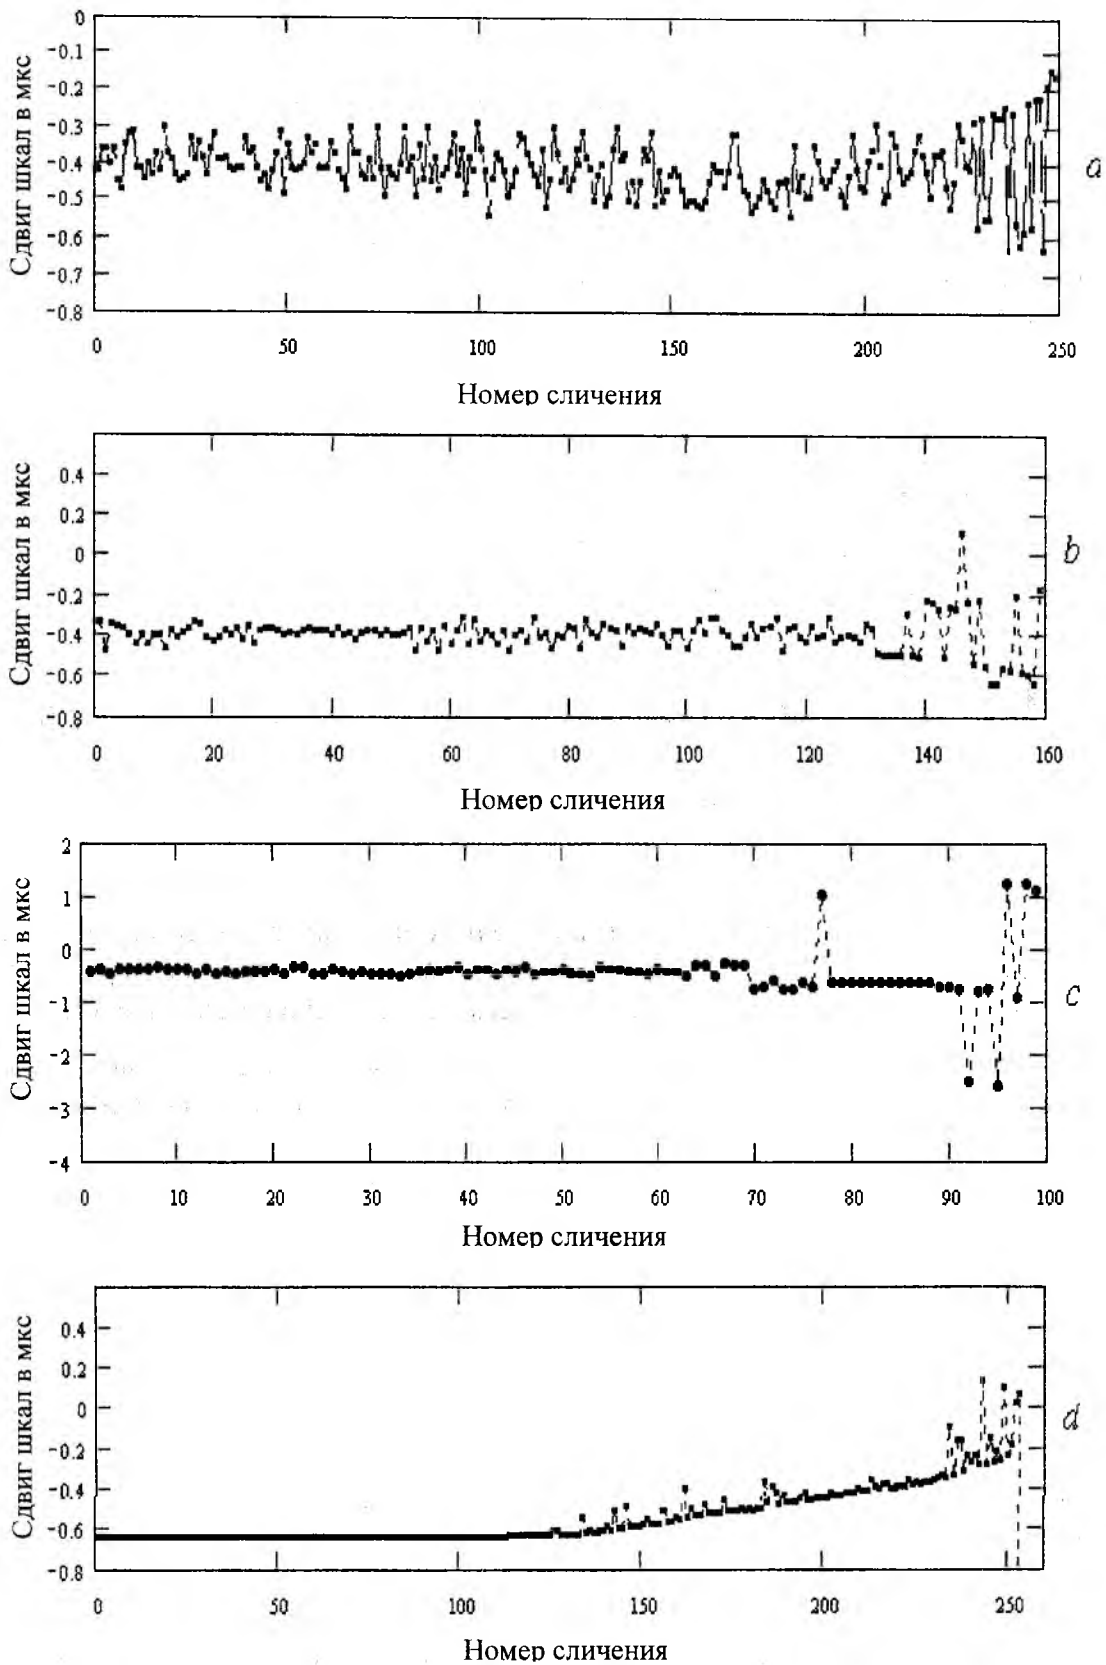 Сдвиг шкал в мкс
0
-0.1
-0.2
-0.3
-0.4
-0.5
-0.6
-0.7
-0.8
0 50 100 150 200 250
a
Номер сличения
Сдвиг шкал в мкс
0.4
0.2
0
-0.2
-0.4
-0.6
-0.8
0 20 40 60 80 100 120 140 160
b
Номер сличения
Сдвиг шкал в мкс
2
1
0
-1
-2
-3
-4
0 10 20 30 40 50 60 70 80 90 100
c
Номер сличения
Сдвиг шкал в мкс
0.4
0.2
0
-0.2
-0.4
-0.6
-0.8
0 100 150 200 250
d
Номер сличения